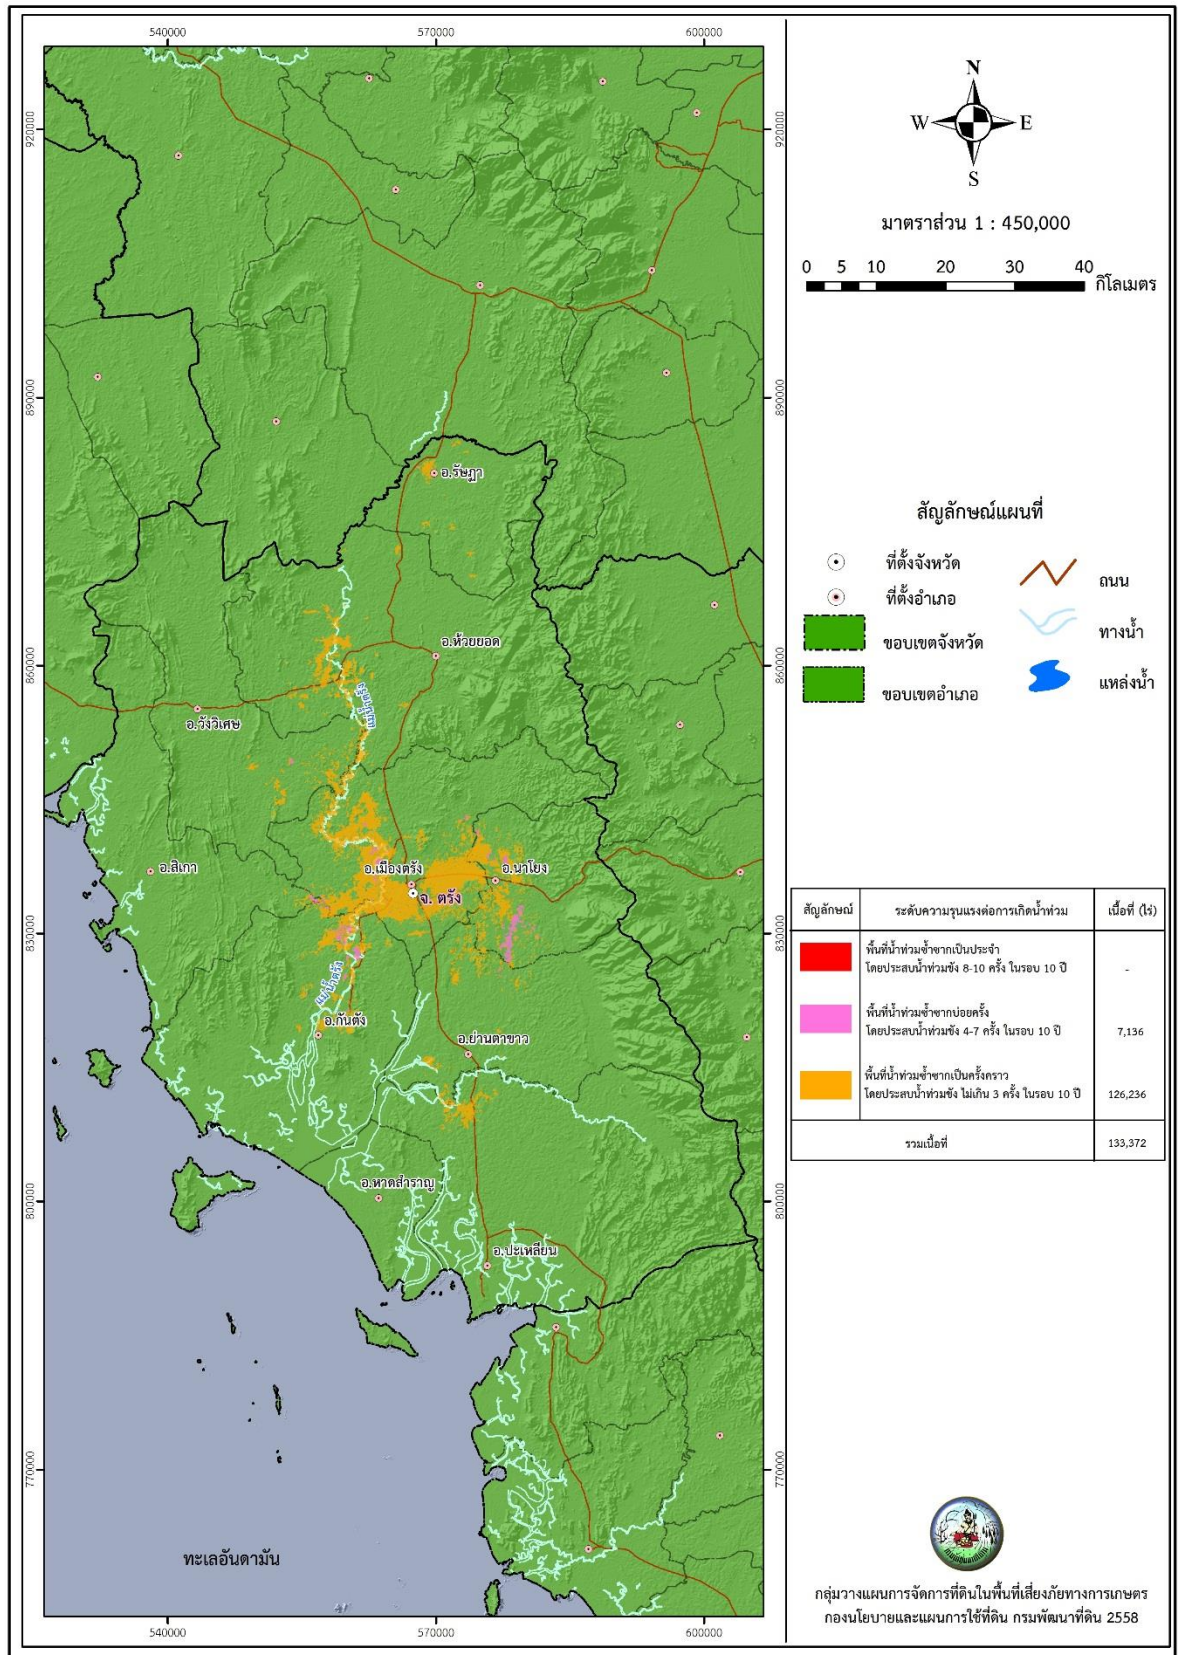 540000
570000
600000
920000
920000
890000
890000
860000
860000
830000
830000
800000
800000
770000
770000
540000
570000
600000
อ.รัษฎา
อ.ห้วยยอด
อ.วังวิเศษ
แม่น้ำตรัง
อ.สิเกา
อ.เมืองตรัง
อ.นาโยง
จ. ตรัง
แม่น้ำตรัง
อ.กันตัง
อ.ย่านตาขาว
อ.หาดสำราญ
อ.ปะเหลียน
ทะเลอันดามัน
N
W
E
S
มาตราส่วน 1 : 450,000
0 5 10 20 30 40
กิโลเมตร
สัญลักษณ์แผนที่
ที่ตั้งจังหวัด
ถนน
ที่ตั้งอำเภอ
ทางน้ำ
ขอบเขตจังหวัด
แหล่งน้ำ
ขอบเขตอำเภอ
สัญลักษณ์ ระดับความรุนแรงต่อการเกิดน้ำท่วม เนื้อที่ (ไร่)
พื้นที่น้ำท่วมซ้ำซากเป็นประจำ
โดยประสบน้ำท่วมขัง 8-10 ครั้ง ในรอบ 10 ปี -
พื้นที่น้ำท่วมซ้ำซากบ่อยครั้ง
โดยประสบน้ำท่วมขัง 4-7 ครั้ง ในรอบ 10 ปี 7,136
พื้นที่น้ำท่วมซ้ำซากเป็นครั้งคราว
โดยประสบน้ำท่วมขัง ไม่เกิน 3 ครั้ง ในรอบ 10 ปี 126,236
รวมเนื้อที่ 133,372
กลุ่มวางแผนการจัดการที่ดินในพื้นที่เสี่ยงภัยทางการเกษตร
กองนโยบายและแผนการใช้ที่ดิน กรมพัฒนาที่ดิน 2558